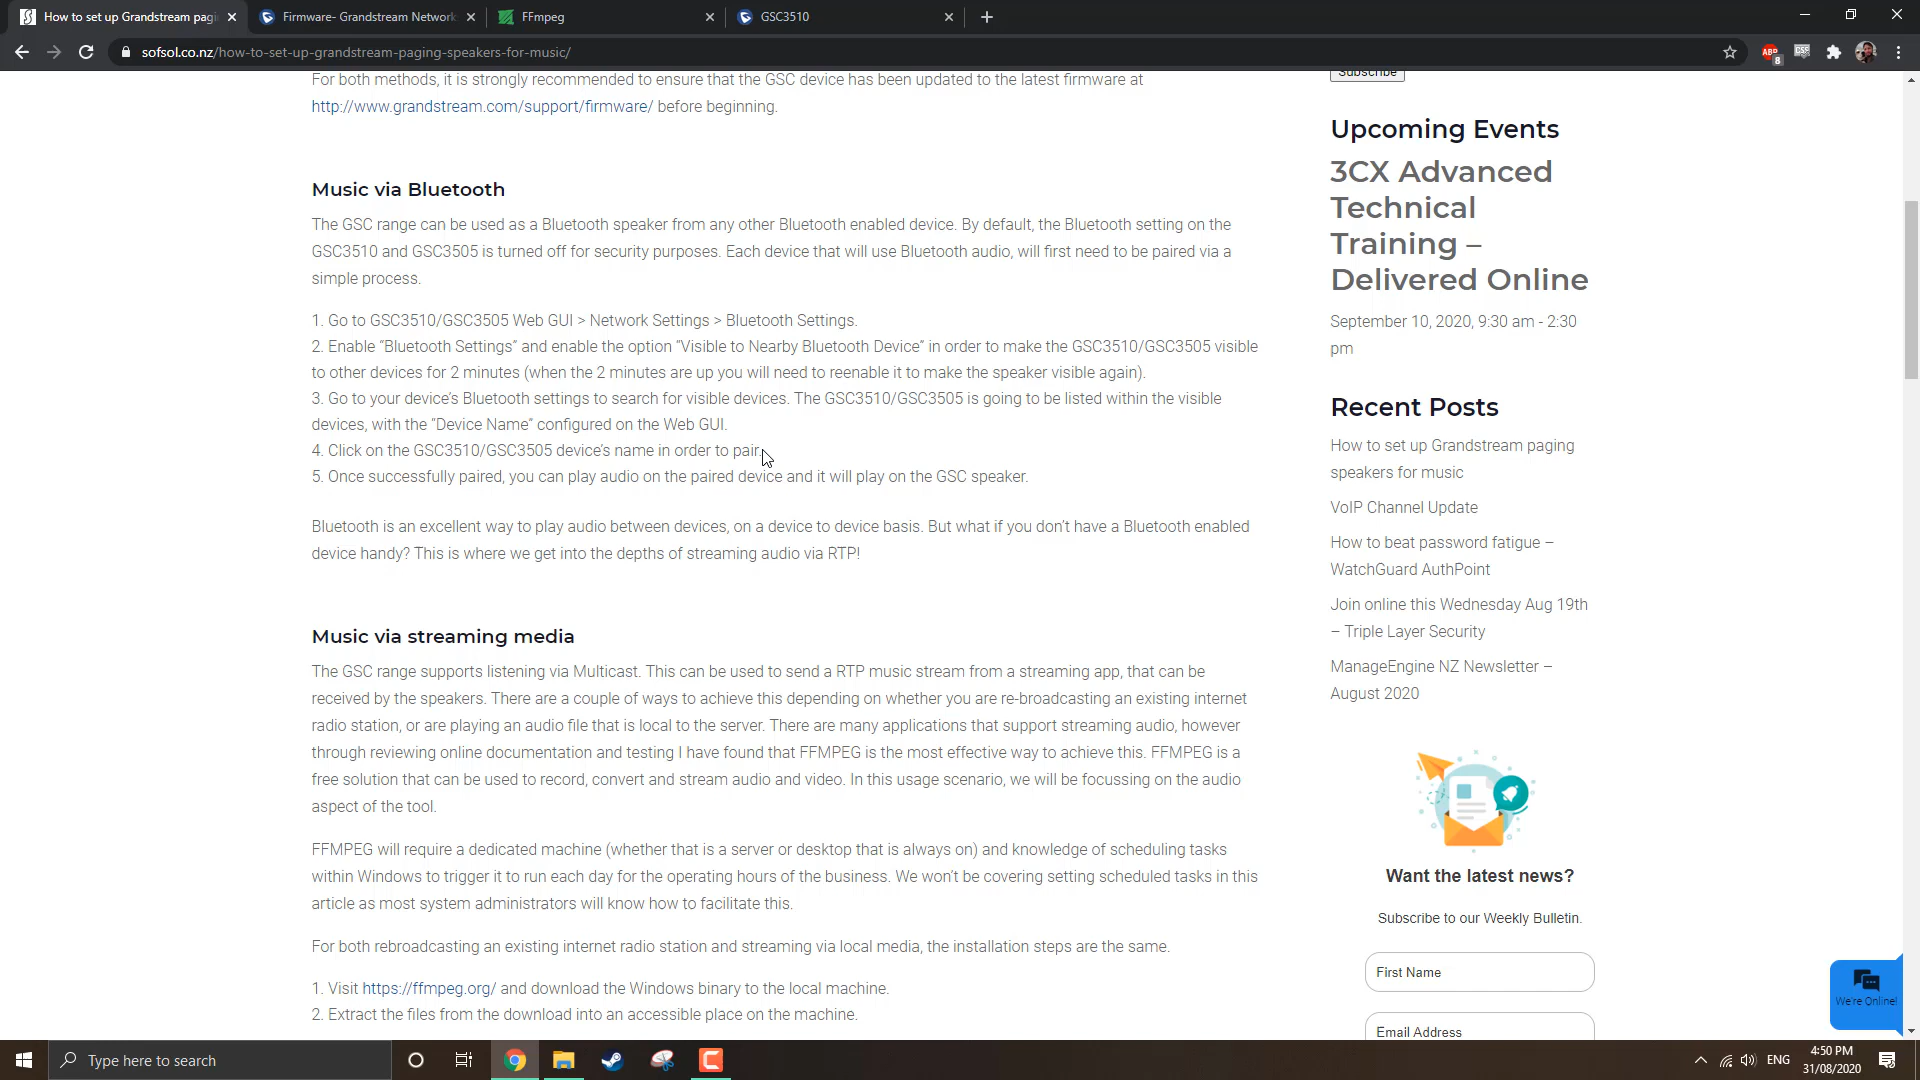 How to set up Grandstream pagi
Firmware- Grandstream Network
FFmpeg
GSC3510
sofsol.co.nz/how-to-set-up-grandstream-paging-speakers-for-music/
ABP
8
CSP
For both methods, it is strongly recommended to ensure that the GSC device has been updated to the latest firmware at
http://www.grandstream.com/support/firmware/ before beginning.
Music via Bluetooth
The GSC range can be used as a Bluetooth speaker from any other Bluetooth enabled device. By default, the Bluetooth setting on the
GSC3510 and GSC3505 is turned off for security purposes. Each device that will use Bluetooth audio, will first need to be paired via a
simple process.
1. Go to GSC3510/GSC3505 Web GUI > Network Settings > Bluetooth Settings.
2. Enable “Bluetooth Settings” and enable the option “Visible to Nearby Bluetooth Device” in order to make the GSC3510/GSC3505 visible
to other devices for 2 minutes (when the 2 minutes are up you will need to reenable it to make the speaker visible again).
3. Go to your device’s Bluetooth settings to search for visible devices. The GSC3510/GSC3505 is going to be listed within the visible
devices, with the “Device Name” configured on the Web GUI.
4. Click on the GSC3510/GSC3505 device’s name in order to pair.
5. Once successfully paired, you can play audio on the paired device and it will play on the GSC speaker.
Bluetooth is an excellent way to play audio between devices, on a device to device basis. But what if you don’t have a Bluetooth enabled
device handy? This is where we get into the depths of streaming audio via RTP!
Music via streaming media
The GSC range supports listening via Multicast. This can be used to send a RTP music stream from a streaming app, that can be
received by the speakers. There are a couple of ways to achieve this depending on whether you are re-broadcasting an existing internet
radio station, or are playing an audio file that is local to the server. There are many applications that support streaming audio, however
through reviewing online documentation and testing I have found that FFMPEG is the most effective way to achieve this. FFMPEG is a
free solution that can be used to record, convert and stream audio and video. In this usage scenario, we will be focussing on the audio
aspect of the tool.
FFMPEG will require a dedicated machine (whether that is a server or desktop that is always on) and knowledge of scheduling tasks
within Windows to trigger it to run each day for the operating hours of the business. We won’t be covering setting scheduled tasks in this
article as most system administrators will know how to facilitate this.
For both rebroadcasting an existing internet radio station and streaming via local media, the installation steps are the same.
1. Visit https://ffmpeg.org/ and download the Windows binary to the local machine.
2. Extract the files from the download into an accessible place on the machine.
Subscribe
Upcoming Events
3CX Advanced
Technical
Training –
Delivered Online
September 10, 2020, 9:30 am - 2:30
pm
Recent Posts
How to set up Grandstream paging
speakers for music
VoIP Channel Update
How to beat password fatigue –
WatchGuard AuthPoint
Join online this Wednesday Aug 19th
– Triple Layer Security
ManageEngine NZ Newsletter –
August 2020
Want the latest news?
Subscribe to our Weekly Bulletin.
First Name
Email Address
We're Online!
Type here to search
ENG
4:50 PM
31/08/2020